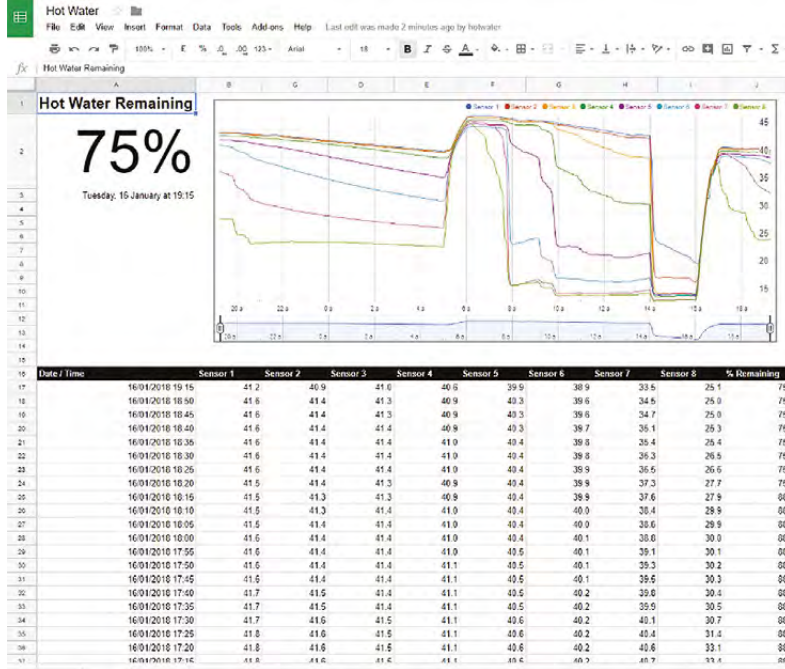 Hot Water
File Edit View Insert Format Data Tools Add-ons Help Last edit was made 2 minutes ago by hotwater
100% £ % .0 .00 123 Arial 18 B I S A
fx Hot Water Remaining
A B C D E F G H I J
1 Hot Water Remaining
Sensor 1 Sensor 2 Sensor 3 Sensor 4 Sensor 5 Sensor 6 Sensor 7 Sensor 8
45
40
2 75%
35
3 Tuesday, 16 January at 19:15
30
25
20
15
Date / Time Sensor 1 Sensor 2 Sensor 3 Sensor 4 Sensor 5 Sensor 6 Sensor 7 Sensor 8 % Remaining
16/01/2018 19:15 41.2 40.9 41.0 40.6 39.9 38.9 33.5 25.1
16/01/2018 18:50 41.6 41.4 41.3 40.9 40.3 39.6 34.5 25.0
16/01/2018 18:45 41.6 41.4 41.3 40.9 40.3 39.6 34.7 25.0
16/01/2018 18:40 41.6 41.4 41.3 40.9 40.3 39.7 35.1 25.3
16/01/2018 18:35 41.6 41.4 41.4 41.0 40.4 39.8 35.4 25.4
16/01/2018 18:30 41.6 41.4 41.4 41.0 40.4 39.8 36.3 26.5
16/01/2018 18:25 41.6 41.4 41.4 41.0 40.4 39.9 36.5 26.6
16/01/2018 18:20 41.5 41.4 41.3 40.9 40.4 39.9 37.3 27.7
16/01/2018 18:15 41.5 41.3 41.3 40.9 40.4 39.9 37.6 27.9
16/01/2018 18:10 41.5 41.3 41.4 41.0 40.4 40.0 38.4 29.9
16/01/2018 18:05 41.5 41.4 41.4 41.0 40.4 40.0 38.6 29.9
16/01/2018 18:00 41.6 41.4 41.4 41.0 40.4 40.1 38.8 30.0
16/01/2018 17:55 41.6 41.4 41.4 41.0 40.5 40.1 39.1 30.1
16/01/2018 17:50 41.6 41.4 41.4 41.1 40.5 40.1 39.3 30.2
16/01/2018 17:45 41.6 41.4 41.4 41.1 40.5 40.1 39.5 30.3
16/01/2018 17:40 41.7 41.5 41.4 41.1 40.5 40.2 39.8 30.4
16/01/2018 17:35 41.7 41.5 41.4 41.1 40.5 40.2 39.9 30.5
16/01/2018 17:30 41.7 41.6 41.5 41.1 40.6 40.2 40.1 30.7
16/01/2018 17:25 41.8 41.6 41.5 41.1 40.6 40.2 40.4 31.4
16/01/2018 17:20 41.8 41.6 41.5 41.1 40.6 40.2 40.6 33.1
16/01/2018 17:15 41.8 41.6 41.5